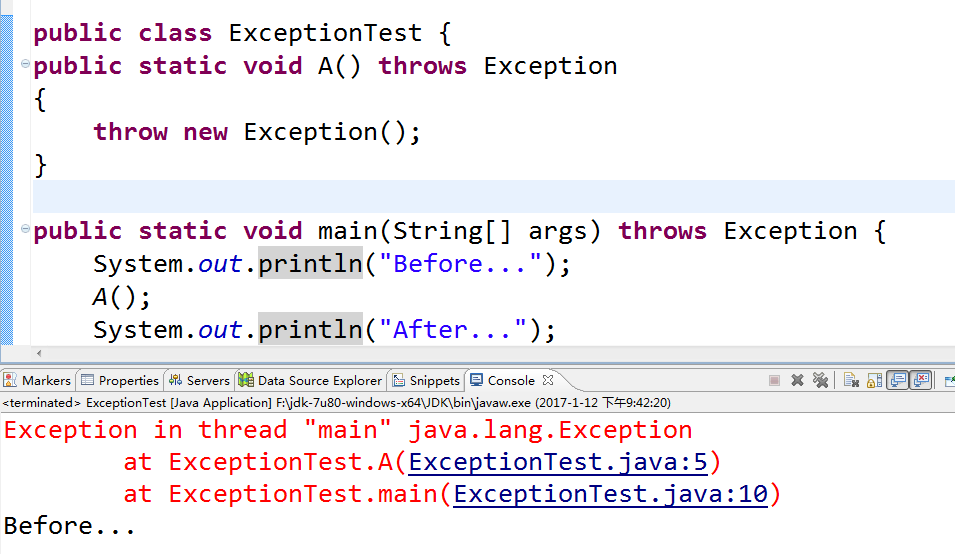 public class ExceptionTest {
public static void A() throws Exception
{
    throw new Exception();
}
public static void main(String[] args) throws Exception {
    System.out.println("Before...");
    A();
    System.out.println("After...");
Markers Properties Servers Data Source Explorer Snippets Console
<terminated> ExceptionTest [Java Application] F:\jdk-7u80-windows-x64\JDK\bin\javaw.exe (2017-1-12 下午9:42:20)
Exception in thread "main" java.lang.Exception
        at ExceptionTest.A(ExceptionTest.java:5)
        at ExceptionTest.main(ExceptionTest.java:10)
Before...